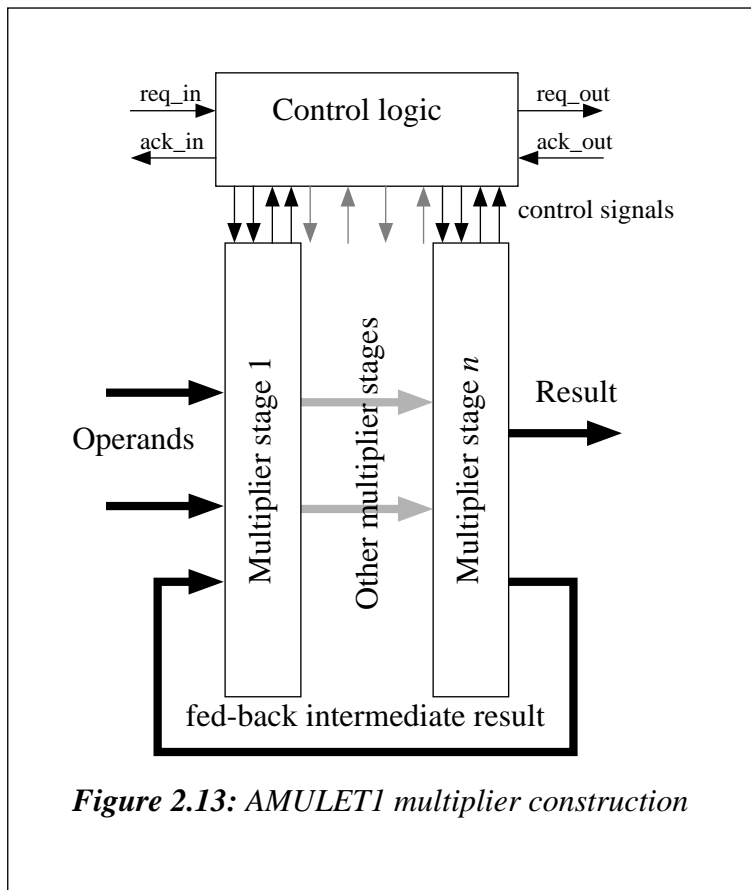 req_in
Control logic
req_out
ack_in
ack_out
control signals
Multiplier stage 1
Other multiplier stages
Multiplier stage n
Result
Operands
fed-back intermediate result
Figure 2.13: AMULET1 multiplier construction